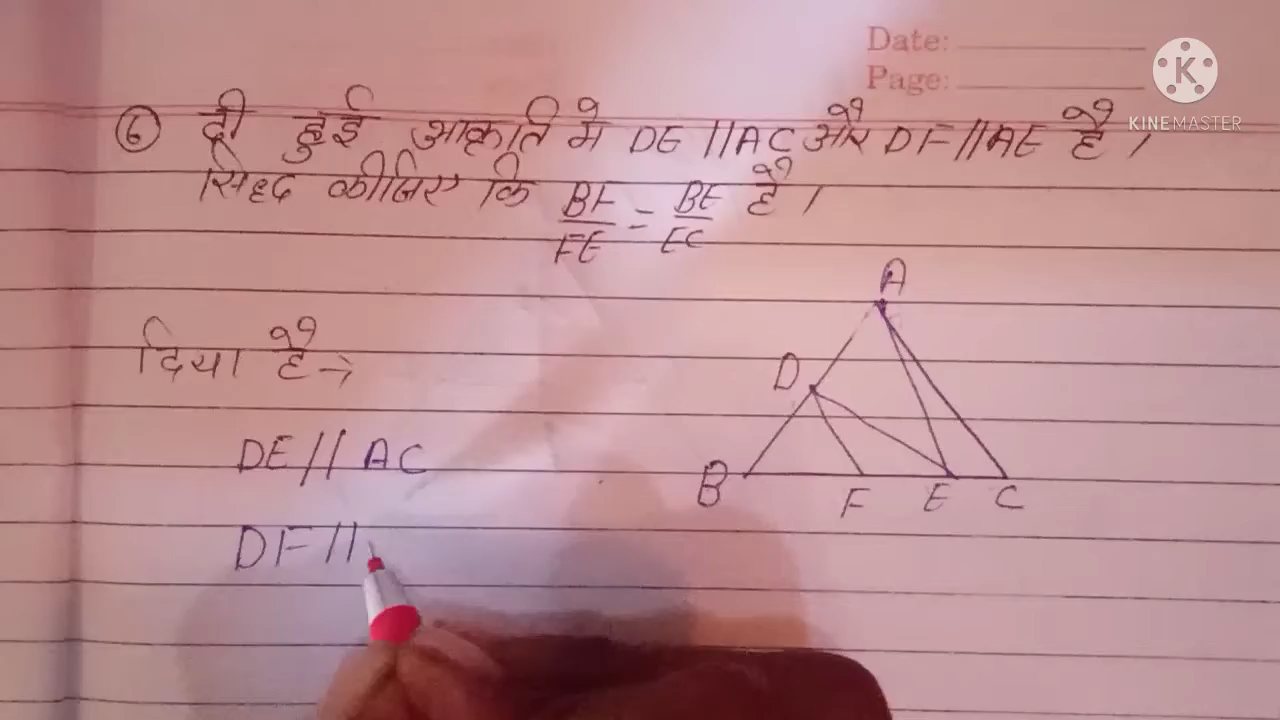 Date:
Page:
K
KINEMASTER
⑥ दी हुई आकृति मे DE // AC और DF // AE है ।
सिध्द कीजिए कि BF/FE = BE/EC है ।
दिया है →
DE // AC
DF //
A
D
B F E C